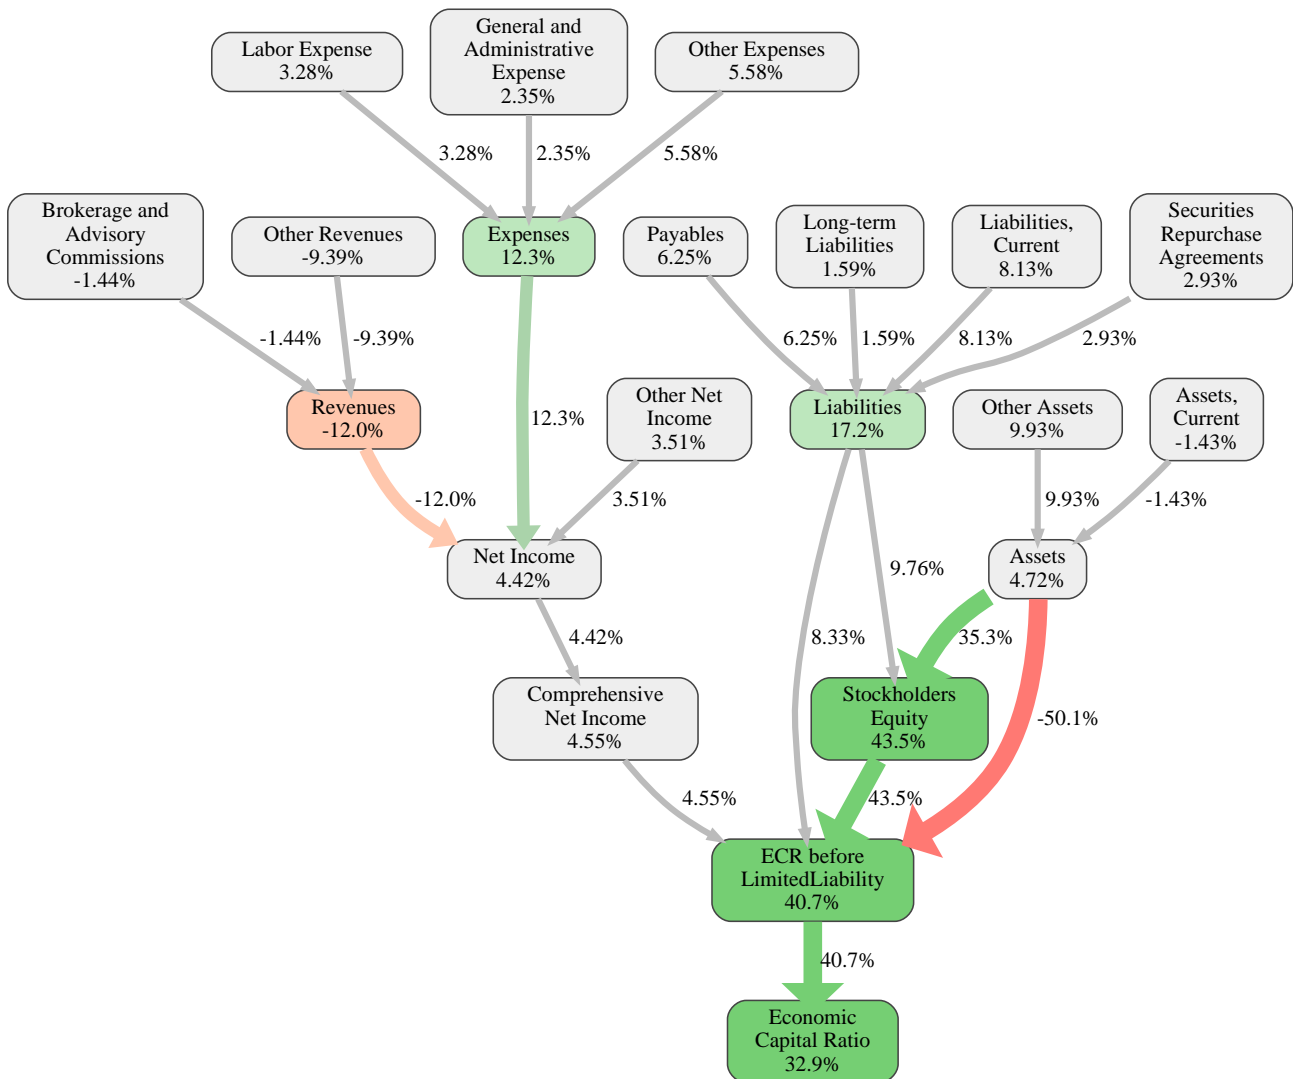 Labor Expense
3.28%
General and
Administrative
Expense
2.35%
Other Expenses
5.58%
3.28%
2.35%
5.58%
Brokerage and
Advisory
Commissions
-1.44%
Other Revenues
-9.39%
Expenses
12.3%
Payables
6.25%
Long-term
Liabilities
1.59%
Liabilities,
Current
8.13%
Securities
Repurchase
Agreements
2.93%
-1.44%
-9.39%
6.25%
1.59%
8.13%
2.93%
Revenues
-12.0%
12.3%
Other Net
Income
3.51%
Liabilities
17.2%
Other Assets
9.93%
Assets,
Current
-1.43%
-12.0%
3.51%
9.93%
-1.43%
Net Income
4.42%
9.76%
Assets
4.72%
4.42%
8.33%
35.3%
Comprehensive
Net Income
4.55%
Stockholders
Equity
43.5%
-50.1%
4.55%
43.5%
ECR before
LimitedLiability
40.7%
40.7%
Economic
Capital Ratio
32.9%